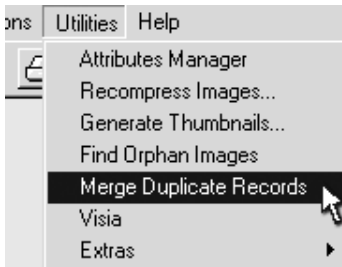 ons Utilities Help
Attributes Manager
Recompress Images...
Generate Thumbnails...
Find Orphan Images
Merge Duplicate Records
Visia
Extras